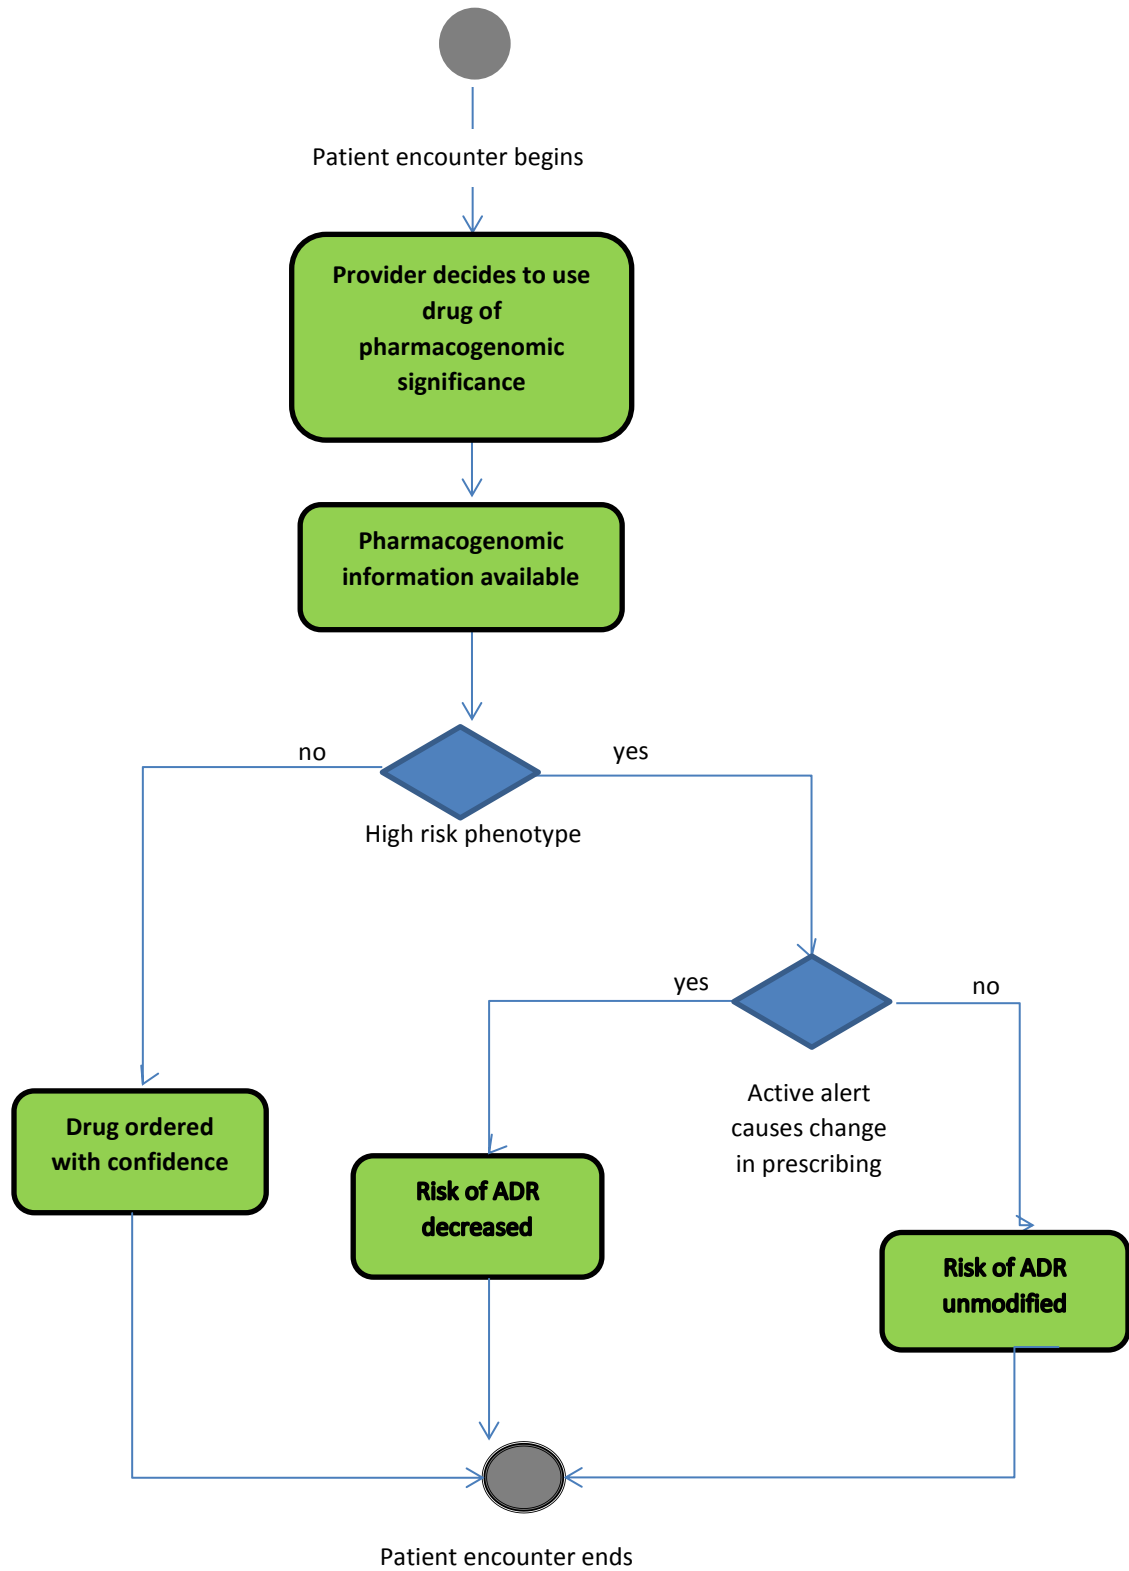 Patient encounter begins
Provider decides to use
drug of
pharmacogenomic
significance
Pharmacogenomic
information available
no
yes
High risk phenotype
yes
no
Active alert
causes change
in prescribing
Drug ordered
with confidence
Risk of ADR
decreased
Risk of ADR
unmodified
Patient encounter ends